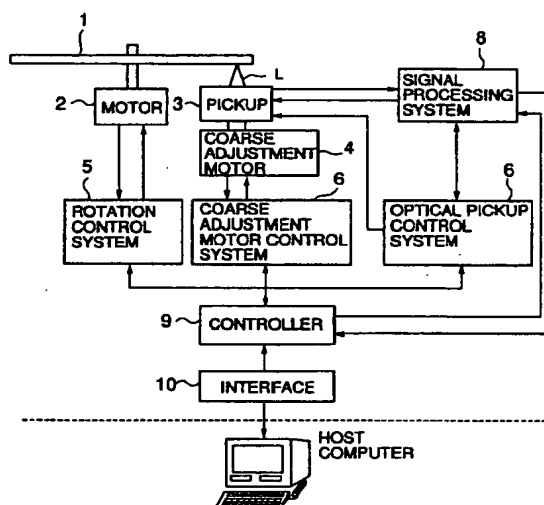 1
8
SIGNAL
PROCESSING
SYSTEM
L
2
MOTOR
3
PICKUP
COARSE
ADJUSTMENT
MOTOR
4
5
ROTATION
CONTROL
SYSTEM
6
COARSE
ADJUSTMENT
MOTOR CONTROL
SYSTEM
6
OPTICAL PICKUP
CONTROL
SYSTEM
9
CONTROLLER
10
INTERFACE
HOST
COMPUTER